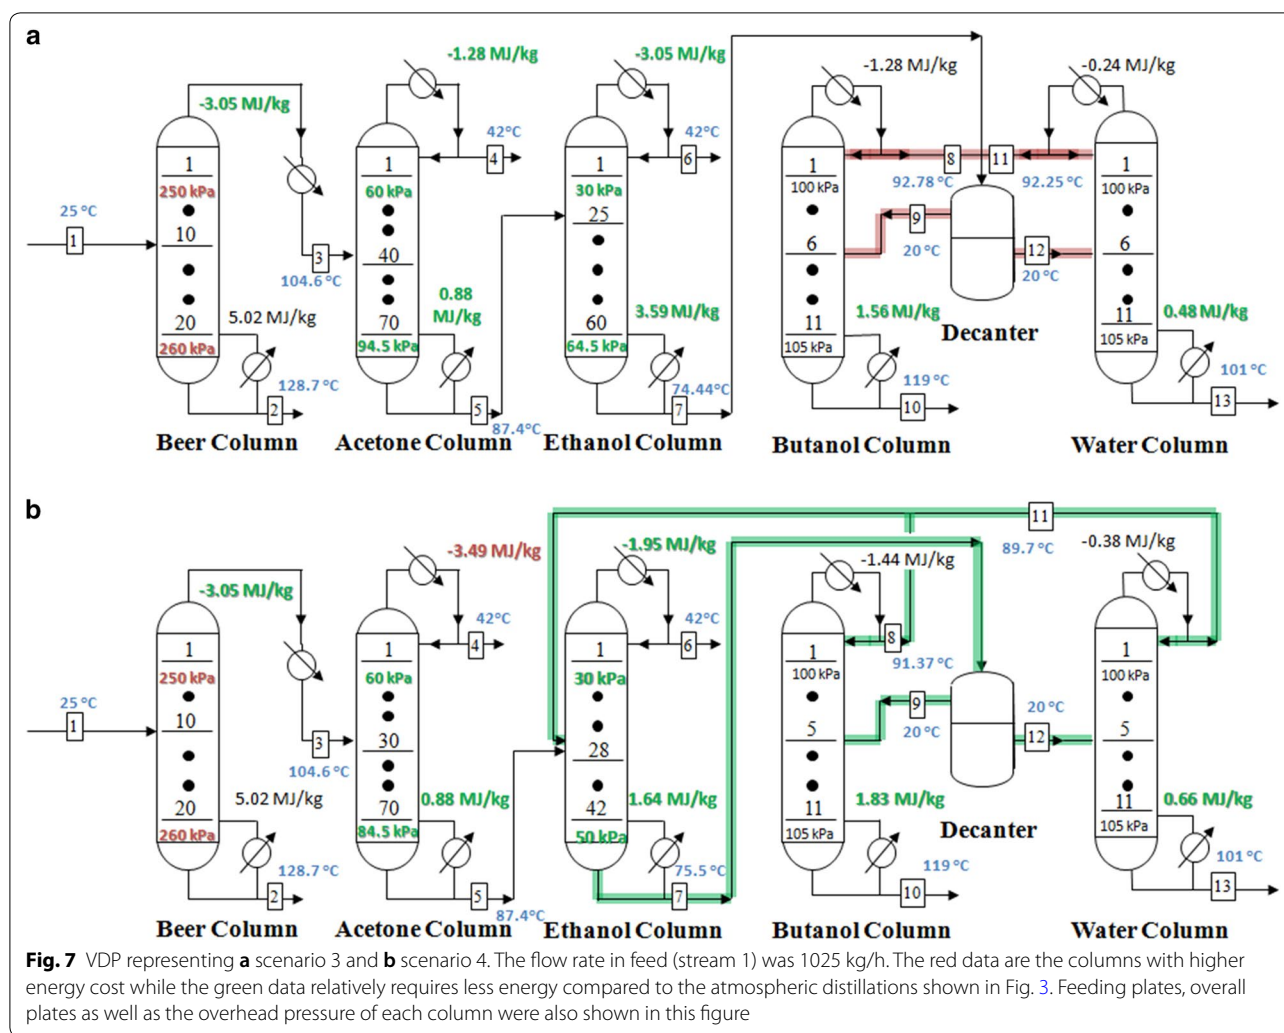 a
-1.28 MJ/kg
-3.05 MJ/kg
-1.28 MJ/kg
-0.24 MJ/kg
-3.05 MJ/kg
42°C
42°C
1
1
1
1
1
4
6
8
11
250 kPa
60 kPa
30 kPa
100 kPa
100 kPa
92.78 °C
92.25 °C
25 °C
25
9
1
10
6
6
3
40
20 °C
12
104.6 °C
20 °C
0.88
MJ/kg
20
5.02 MJ/kg
70
60
3.59 MJ/kg
11
1.56 MJ/kg
Decanter
11
0.48 MJ/kg
260 kPa
94.5 kPa
64.5 kPa
105 kPa
105 kPa
128.7 °C
74.44°C
119 °C
101 °C
2
5
7
10
13
87.4°C
Beer Column
Acetone Column
Ethanol Column
Butanol Column
Water Column
b
11
-3.49 MJ/kg
-1.95 MJ/kg
-1.44 MJ/kg
89.7 °C
-0.38 MJ/kg
-3.05 MJ/kg
42°C
42°C
1
1
1
1
1
4
6
8
91.37 °C
250 kPa
60 kPa
30 kPa
100 kPa
100 kPa
25 °C
1
10
9
20 °C
5
5
3
30
28
20 °C
12
104.6 °C
20
5.02 MJ/kg
70
0.88 MJ/kg
42
1.64 MJ/kg
11
1.83 MJ/kg
11
0.66 MJ/kg
260 kPa
84.5 kPa
50 kPa
105 kPa
Decanter
105 kPa
128.7 °C
75.5 °C
119 °C
101 °C
2
5
7
10
13
87.4°C
Beer Column
Acetone Column
Ethanol Column
Butanol Column
Water Column
Fig. 7 VDP representing a scenario 3 and b scenario 4. The flow rate in feed (stream 1) was 1025 kg/h. The red data are the columns with higher
energy cost while the green data relatively requires less energy compared to the atmospheric distillations shown in Fig. 3. Feeding plates, overall
plates as well as the overhead pressure of each column were also shown in this figure